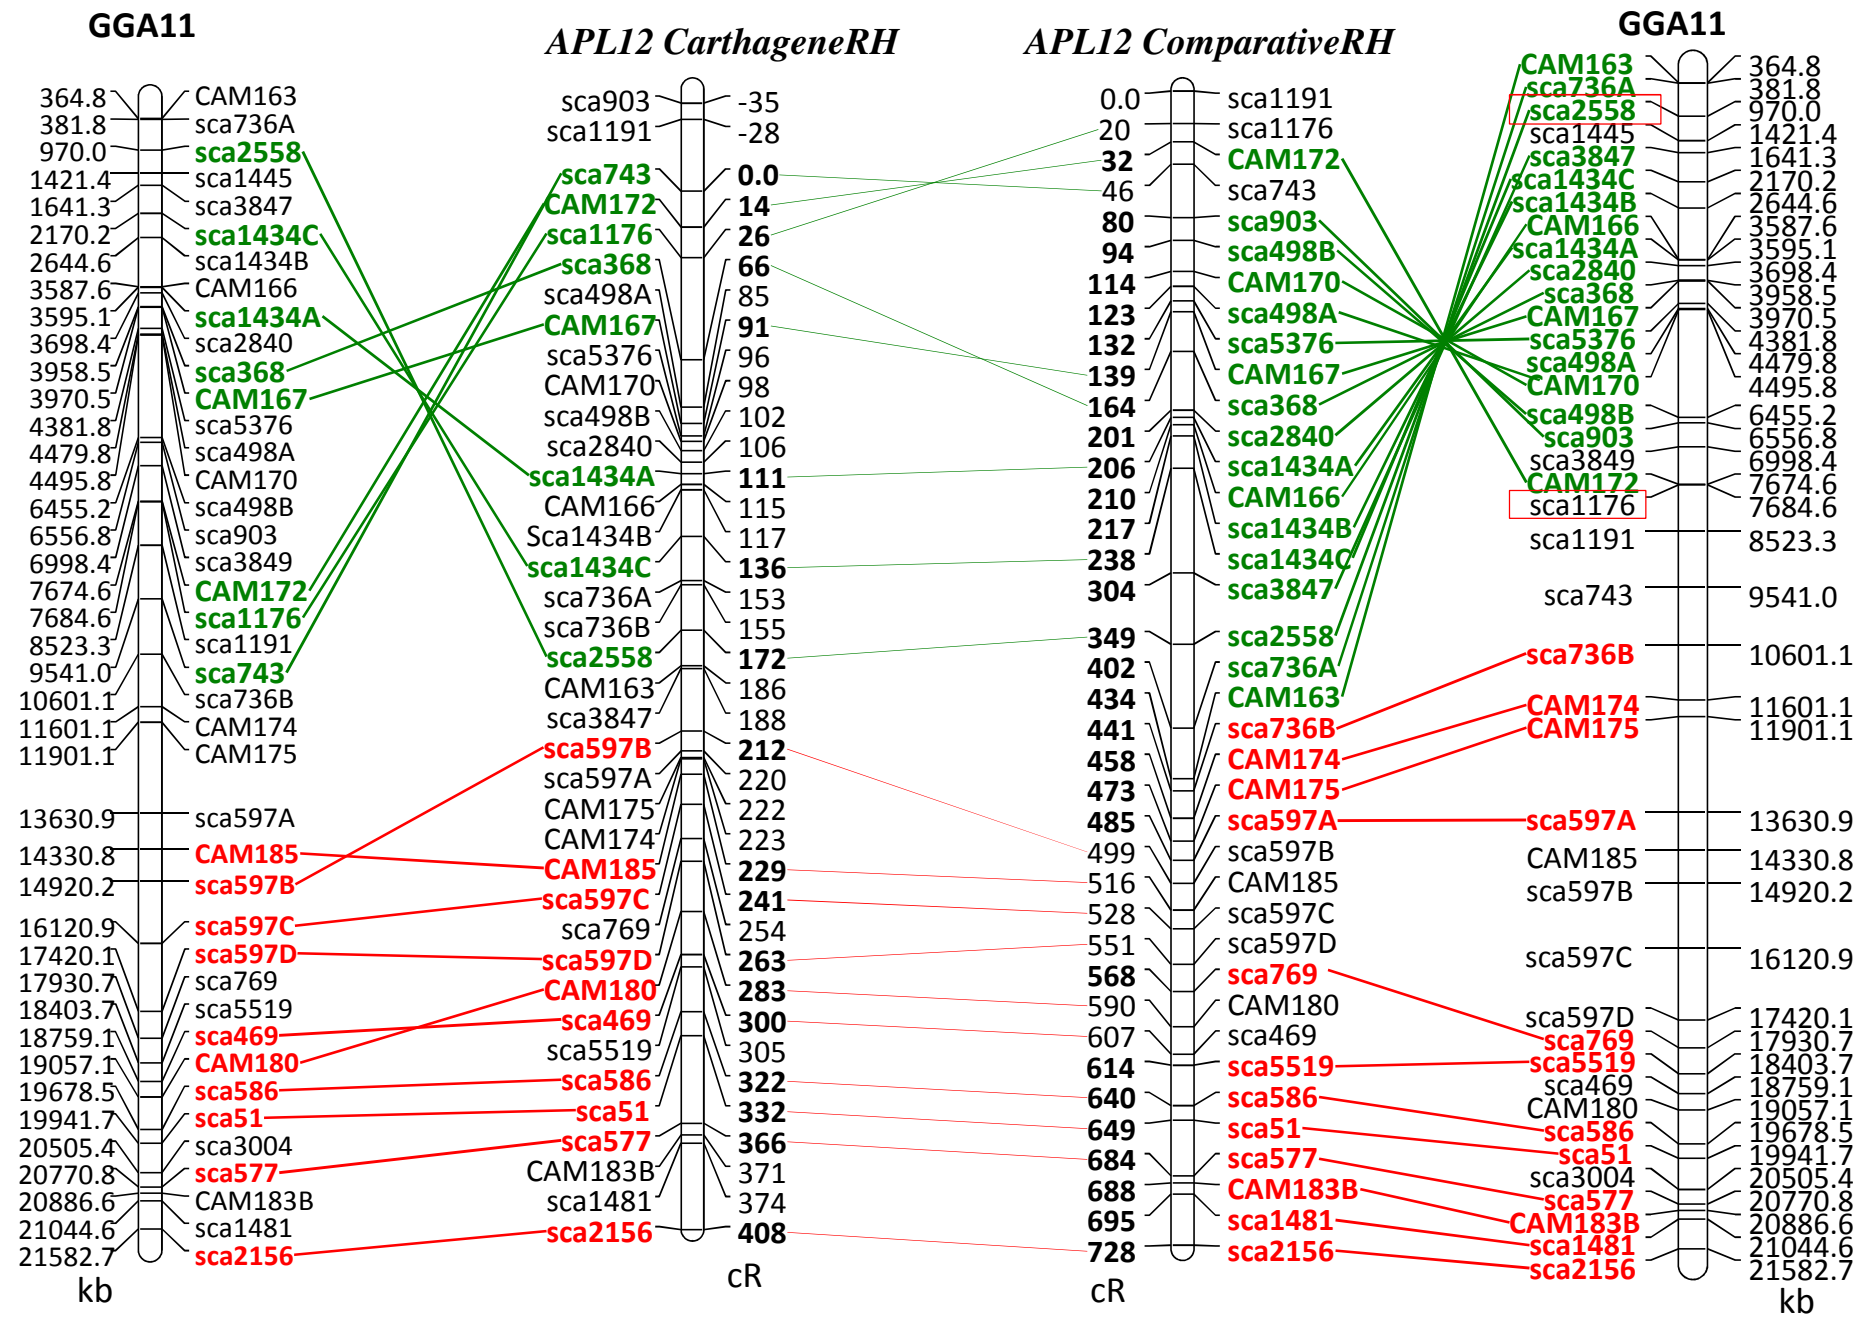 GGA11
364.8 CAM163
381.8 sca736A
970.0 sca2558
1421.4 sca1445
1641.3 sca3847
2170.2 sca1434C
2644.6 sca1434B
3587.6 CAM166
3595.1 sca1434A
3698.4 sca2840
3958.5 sca368
3970.5 CAM167
4381.8 sca5376
4479.8 sca498A
4495.8 CAM170
6455.2 sca498B
6556.8 sca903
6998.4 sca3849
7674.6 CAM172
7684.6 sca1176
8523.3 sca1191
9541.0 sca743
10601.1 sca736B
11601.1 CAM174
11901.1 CAM175
13630.9 sca597A
14330.8 CAM185
14920.2 sca597B
16120.9 sca597C
17420.1 sca597D
17930.7 sca769
18403.7 sca5519
18759.1 sca469
19057.1 CAM180
19678.5 sca586
19941.7 sca51
20505.4 sca3004
20770.8 sca577
20886.6 CAM183B
21044.6 sca1481
21582.7 sca2156
kb
APL12 CarthageneRH
sca903 -35
sca1191 -28
sca743 0.0
CAM172 14
sca1176 26
sca368 66
sca498A 85
CAM167 91
sca5376 96
CAM170 98
sca498B 102
sca2840 106
sca1434A 111
CAM166 115
Sca1434B 117
sca1434C 136
sca736A 153
sca736B 155
sca2558 172
CAM163 186
sca3847 188
sca597B 212
sca597A 220
CAM175 222
CAM174 223
CAM185 229
sca597C 241
sca769 254
sca597D 263
CAM180 283
sca469 300
sca5519 305
sca586 322
sca51 332
sca577 366
CAM183B 371
sca1481 374
sca2156 408
cR
APL12 ComparativeRH
0.0 sca1191
20 sca1176
32 CAM172
46 sca743
80 sca903
94 sca498B
114 CAM170
123 sca498A
132 sca5376
139 CAM167
164 sca368
201 sca2840
206 sca1434A
210 CAM166
217 sca1434B
238 sca1434C
304 sca3847
349 sca2558
402 sca736A
434 CAM163
441 sca736B
458 CAM174
473 CAM175
485 sca597A
499 sca597B
516 CAM185
528 sca597C
551 sca597D
568 sca769
590 CAM180
607 sca469
614 sca5519
640 sca586
649 sca51
684 sca577
688 CAM183B
695 sca1481
728 sca2156
cR
GGA11
CAM163 364.8
sca736A 381.8
sca2558 970.0
sca1445 1421.4
sca3847 1641.3
sca1434C 2170.2
sca1434B 2644.6
CAM166 3587.6
sca1434A 3595.1
sca2840 3698.4
sca368 3958.5
CAM167 3970.5
sca5376 4381.8
sca498A 4479.8
CAM170 4495.8
sca498B 6455.2
sca903 6556.8
sca3849 6998.4
CAM172 7674.6
sca1176 7684.6
sca1191 8523.3
sca743 9541.0
sca736B 10601.1
CAM174 11601.1
CAM175 11901.1
sca597A 13630.9
CAM185 14330.8
sca597B 14920.2
sca597C 16120.9
sca597D 17420.1
sca769 17930.7
sca5519 18403.7
sca469 18759.1
CAM180 19057.1
sca586 19678.5
sca51 19941.7
sca3004 20505.4
sca577 20770.8
CAM183B 20886.6
sca1481 21044.6
sca2156 21582.7
kb